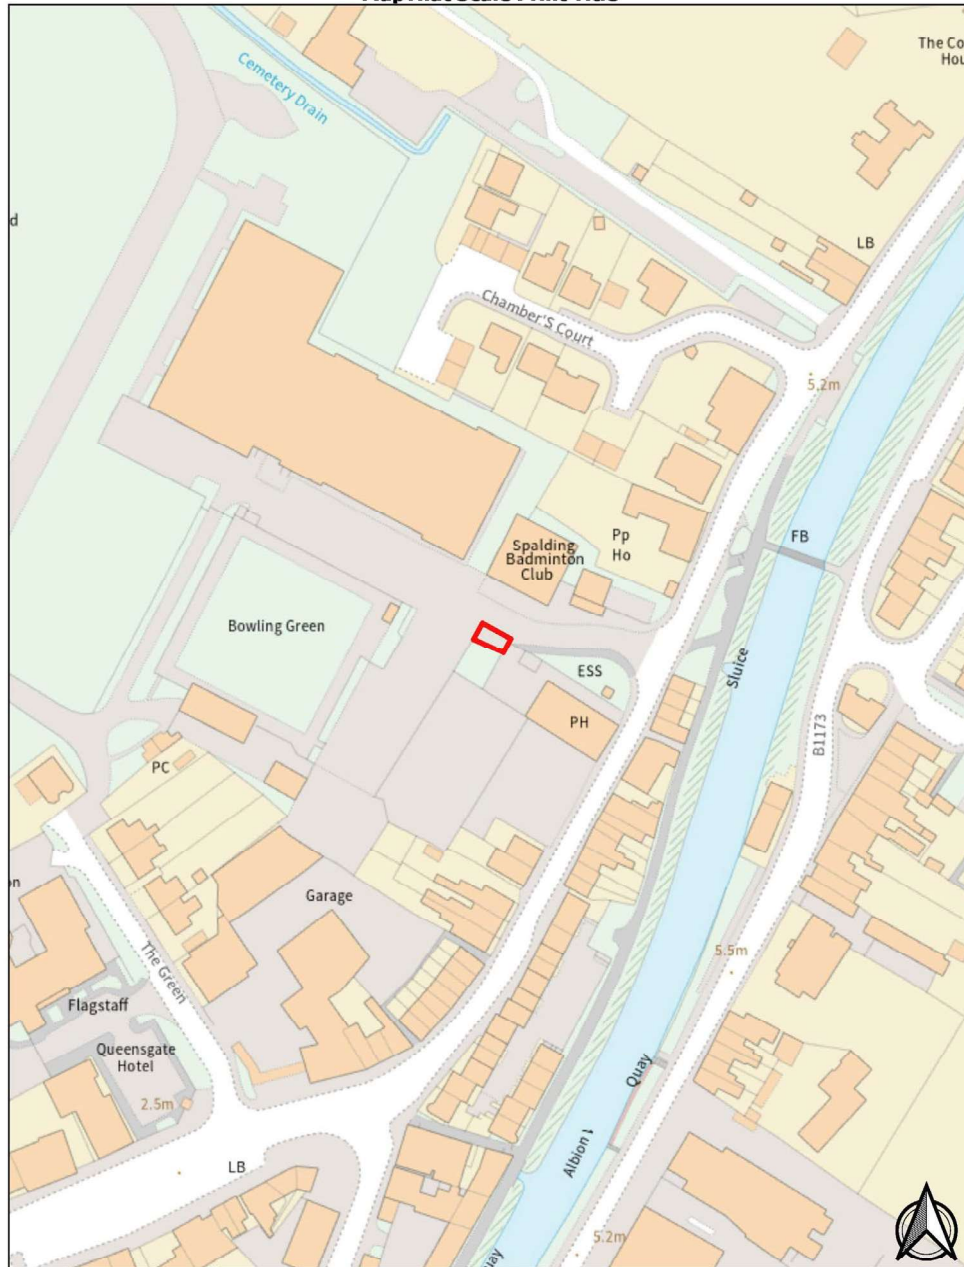 Cemetery Drain
The Co
Hou
d
LB
Chamber'S Court
5.2m
Pp
Ho
FB
Spalding
Badminton
Club
Bowling Green
ESS
Sluice
PH
B1173
PC
on
Garage
The Green
5.5m
Flagstaff
Queensgate
Hotel
2.5m
Quay
Albion
LB
5.2m
uay